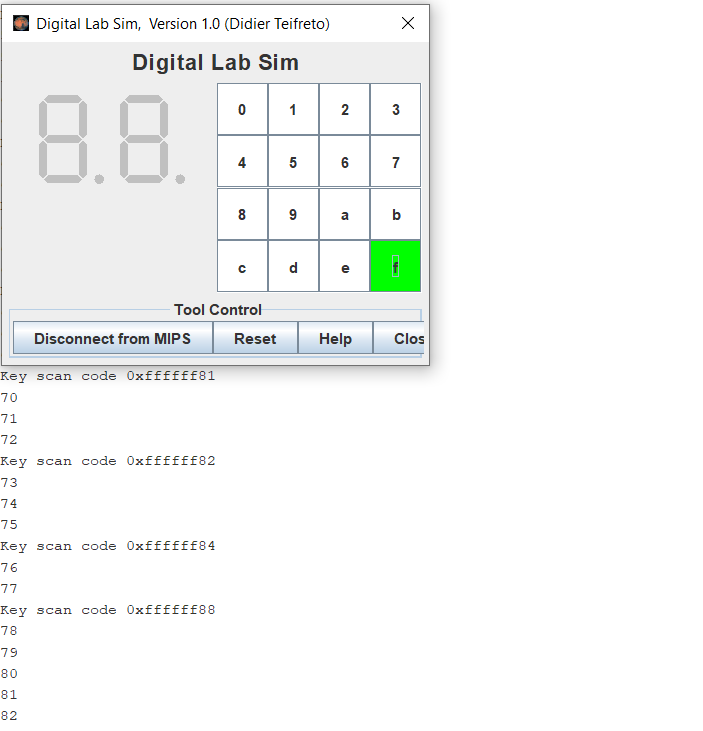 Digital Lab Sim, Version 1.0 (Didier Teifreto)
Digital Lab Sim
8.8.
0 1 2 3
4 5 6 7
8 9 a b
c d e f
Tool Control
Disconnect from MIPS Reset Help Clos
Key scan code 0xffffff81
70
71
72
Key scan code 0xffffff82
73
74
75
Key scan code 0xffffff84
76
77
Key scan code 0xffffff88
78
79
80
81
82